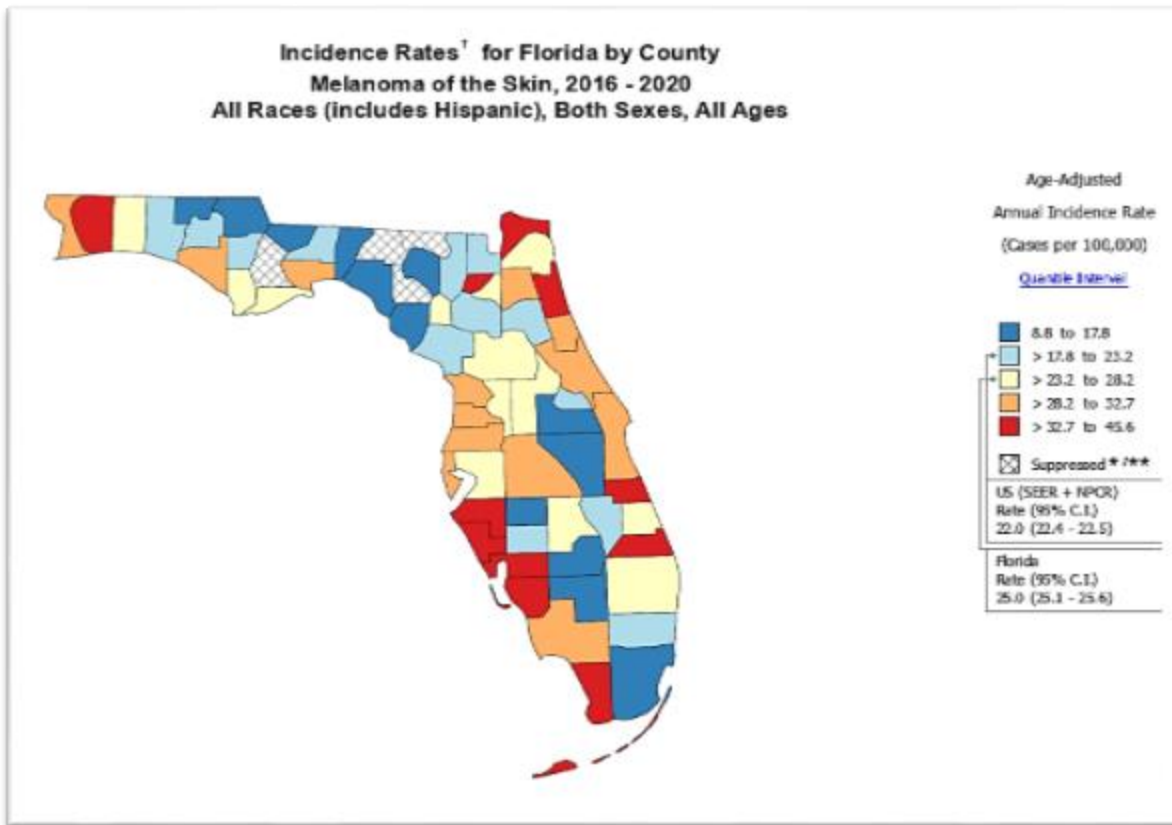 Incidence Rates† for Florida by County
Melanoma of the Skin, 2016 - 2020
All Races (includes Hispanic), Both Sexes, All Ages
Age-Adjusted
Annual Incidence Rate
(Cases per 100,000)
Quantile Interval
8.8 to 17.8
> 17.8 to 23.2
> 23.2 to 28.2
> 28.2 to 32.7
> 32.7 to 45.6
Suppressed */**
US (SEER + NPCR)
Rate (95% C.I.)
22.0 (22.4 - 22.5)
Florida
Rate (95% C.I.)
25.0 (25.1 - 25.6)